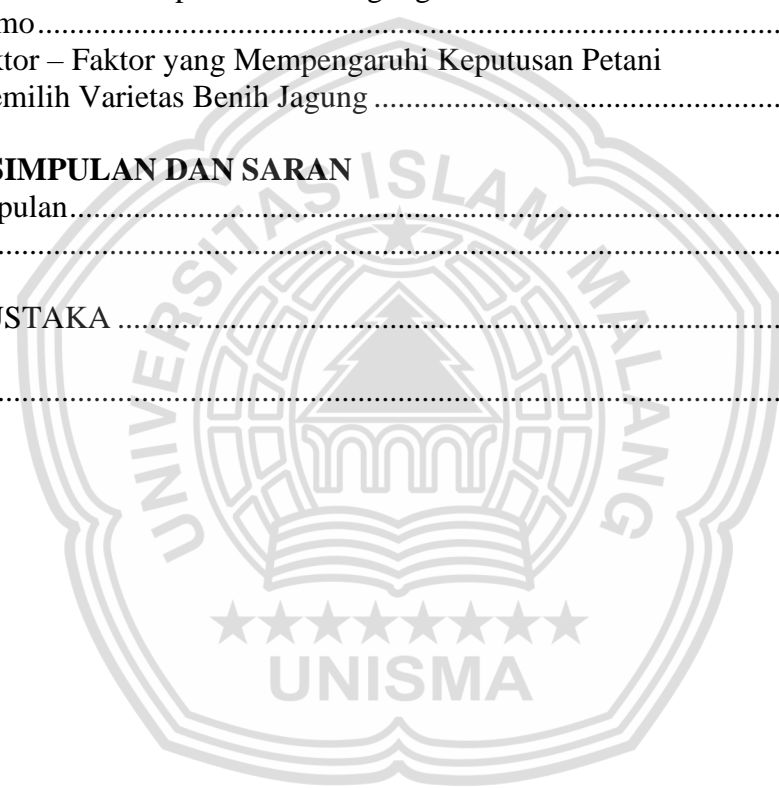 mo........................................................................................
ktor – Faktor yang Mempengaruhi Keputusan Petani
emilih Varietas Benih Jagung ..................................................
SIMPULAN DAN SARAN
pulan.....................................................................................
................................................................................................
USTAKA ..................................................................................
................................................................................................
UNIVERSITAS ISLAM MALANG
UNISMA